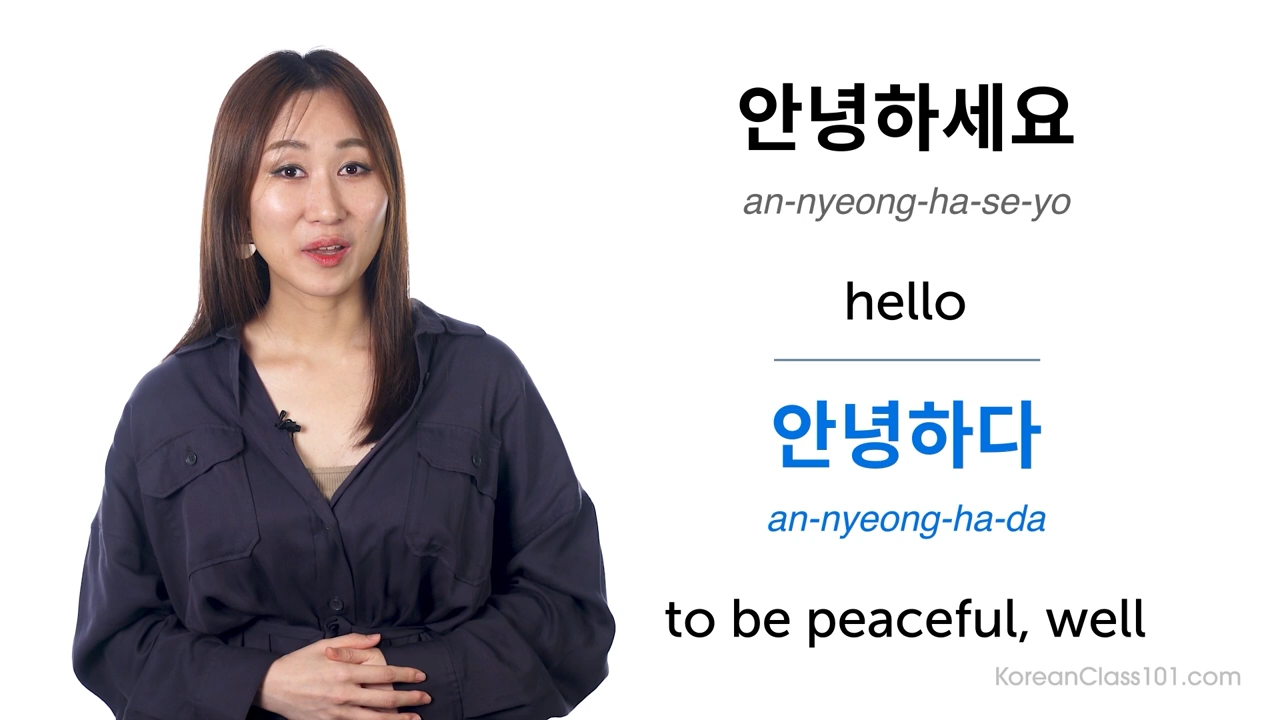 안녕하세요
an-nyeong-ha-se-yo
hello
안녕하다
an-nyeong-ha-da
to be peaceful, well
KoreanClass101.com